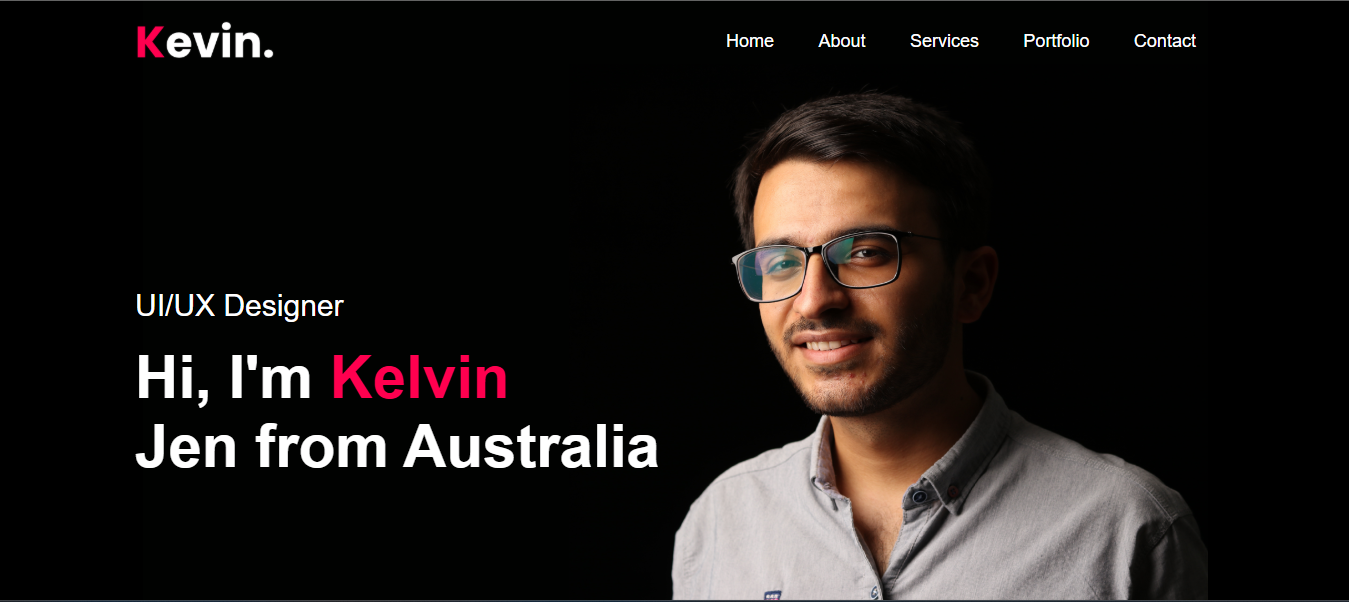 Kevin.
Home About Services Portfolio Contact
UI/UX Designer
Hi, I'm Kelvin
Jen from Australia